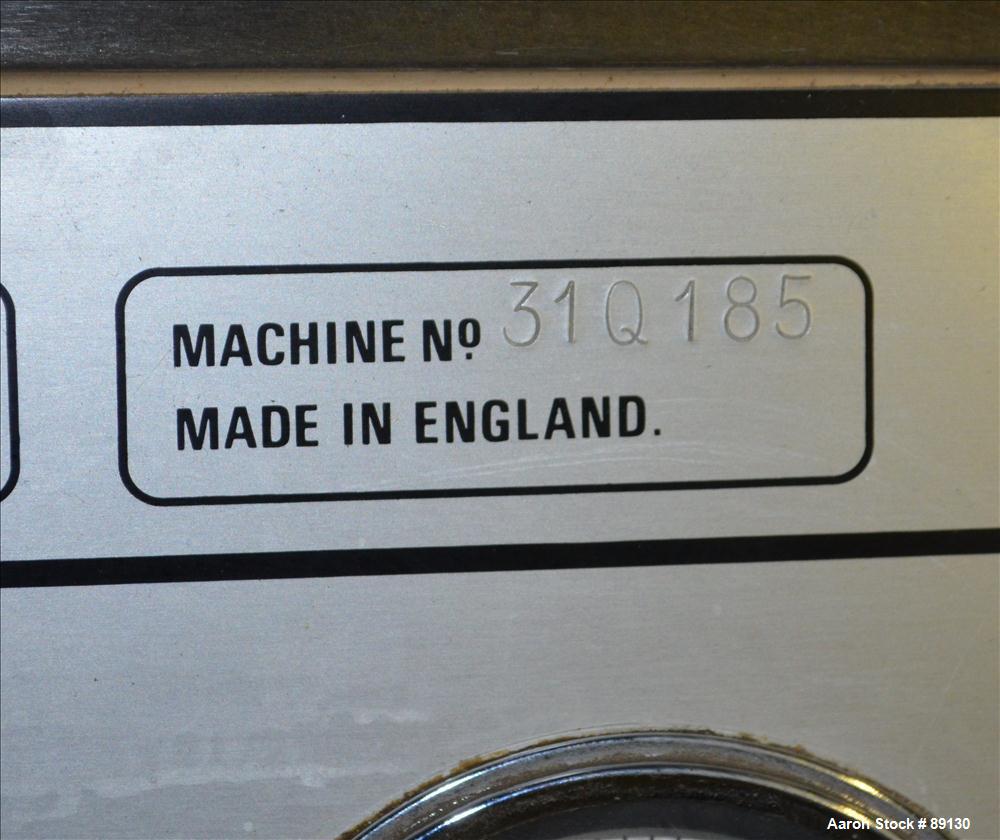 MACHINE Nº 31Q185
MADE IN ENGLAND.
Aaron Stock # 89130